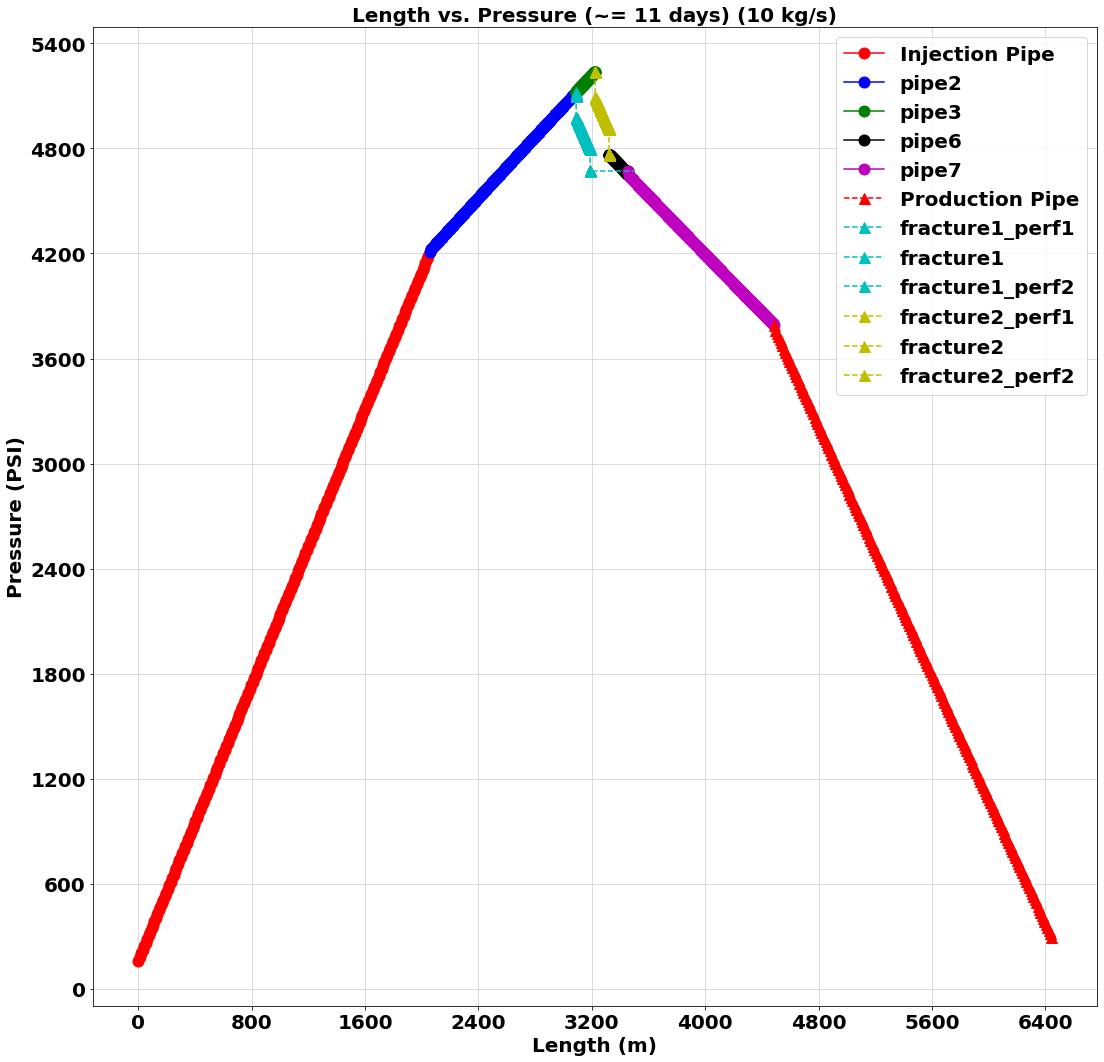 Length vs. Pressure (~= 11 days) (10 kg/s)
5400
4800
4200
3600
3000
2400
1800
1200
600
0
Pressure (PSI)
Injection Pipe
pipe2
pipe3
pipe6
pipe7
Production Pipe
fracture1_perf1
fracture1
fracture1_perf2
fracture2_perf1
fracture2
fracture2_perf2
0 800 1600 2400 3200 4000 4800 5600 6400
Length (m)